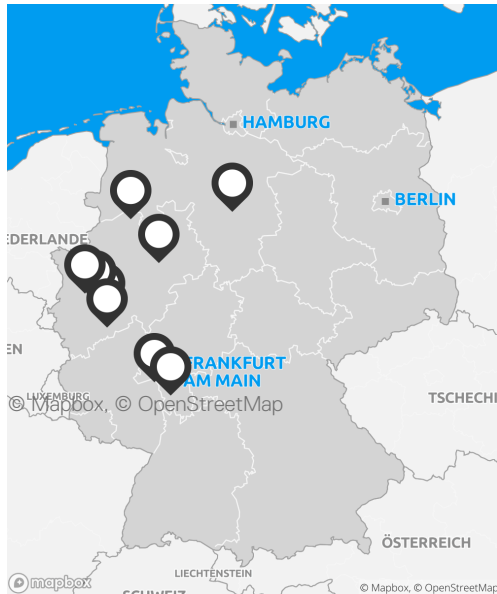 HAMBURG
BERLIN
EDERLANDE
EN
FRANKFURT
AM MAIN
LUXEMBURG
© Mapbox, © OpenStreetMap
TSCHECHI
ÖSTERREICH
LIECHTENSTEIN
SCHWEIZ
mapbox
© Mapbox, © OpenStreetMap